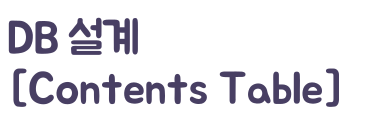 DB 설계
[Contents Table]